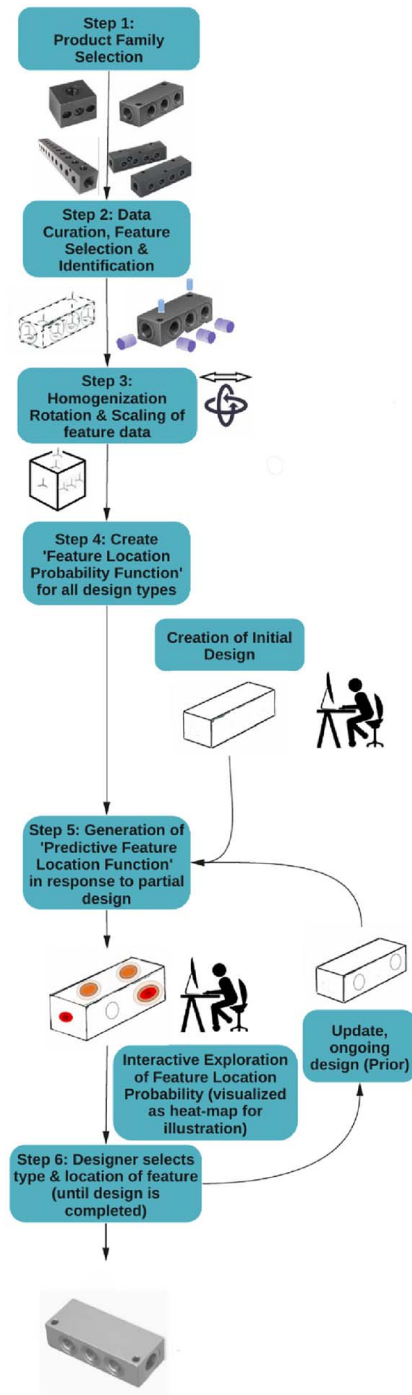 Step 1:
Product Family
Selection
Step 2: Data
Curation, Feature
Selection &
Identification
Step 3:
Homogenization
Rotation & Scaling of
feature data
Step 4: Create
'Feature Location
Probability Function'
for all design types
Creation of Initial
Design
Step 5: Generation of
'Predictive Feature
Location Function'
in response to partial
design
Interactive Exploration
of Feature Location
Probability (visualized
as heat-map for
illustration)
Update,
ongoing
design (Prior)
Step 6: Designer selects
type & location of feature
(until design is
completed)